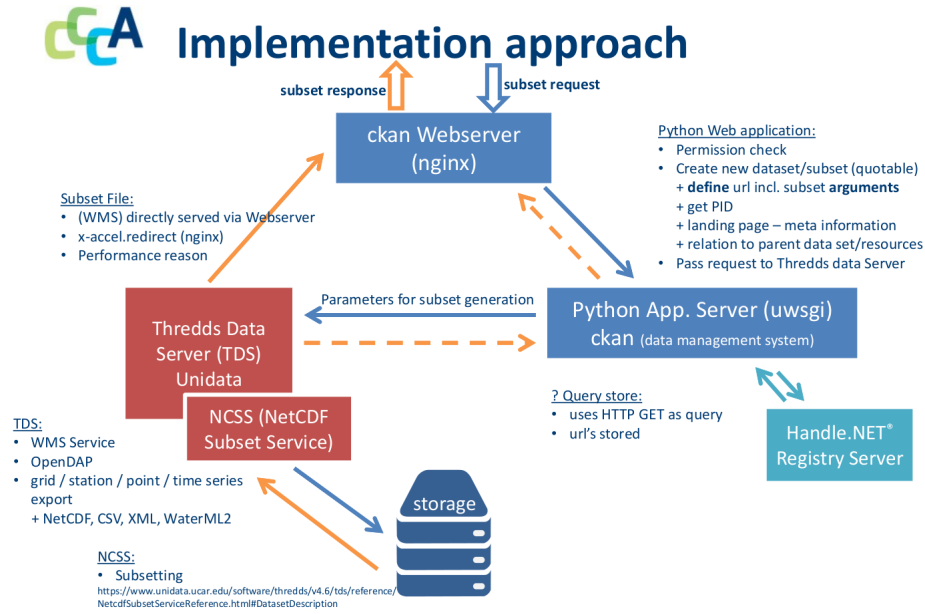 CCCA
Implementation approach
subset response
subset request
ckan Webserver
(nginx)
Python Web application:
• Permission check
• Create new dataset/subset (quotable)
+ define url incl. subset arguments
+ get PID
+ landing page – meta information
+ relation to parent data set/resources
• Pass request to Thredds data Server
Subset File:
• (WMS) directly served via Webserver
• x-accel.redirect (nginx)
• Performance reason
Parameters for subset generation
Thredds Data
Server (TDS)
Unidata
Python App. Server (uwsgi)
ckan (data management system)
NCSS (NetCDF
Subset Service)
? Query store:
• uses HTTP GET as query
• url's stored
Handle.NET®
Registry Server
TDS:
• WMS Service
• OpenDAP
• grid / station / point / time series
export
+ NetCDF, CSV, XML, WaterML2
storage
NCSS:
• Subsetting
https://www.unidata.ucar.edu/software/thredds/v4.6/tds/reference/
NetcdfSubsetServiceReference.html#DatasetDescription